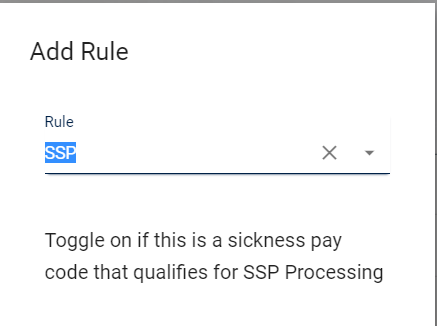 Add Rule
Rule
SSP
Toggle on if this is a sickness pay
code that qualifies for SSP Processing